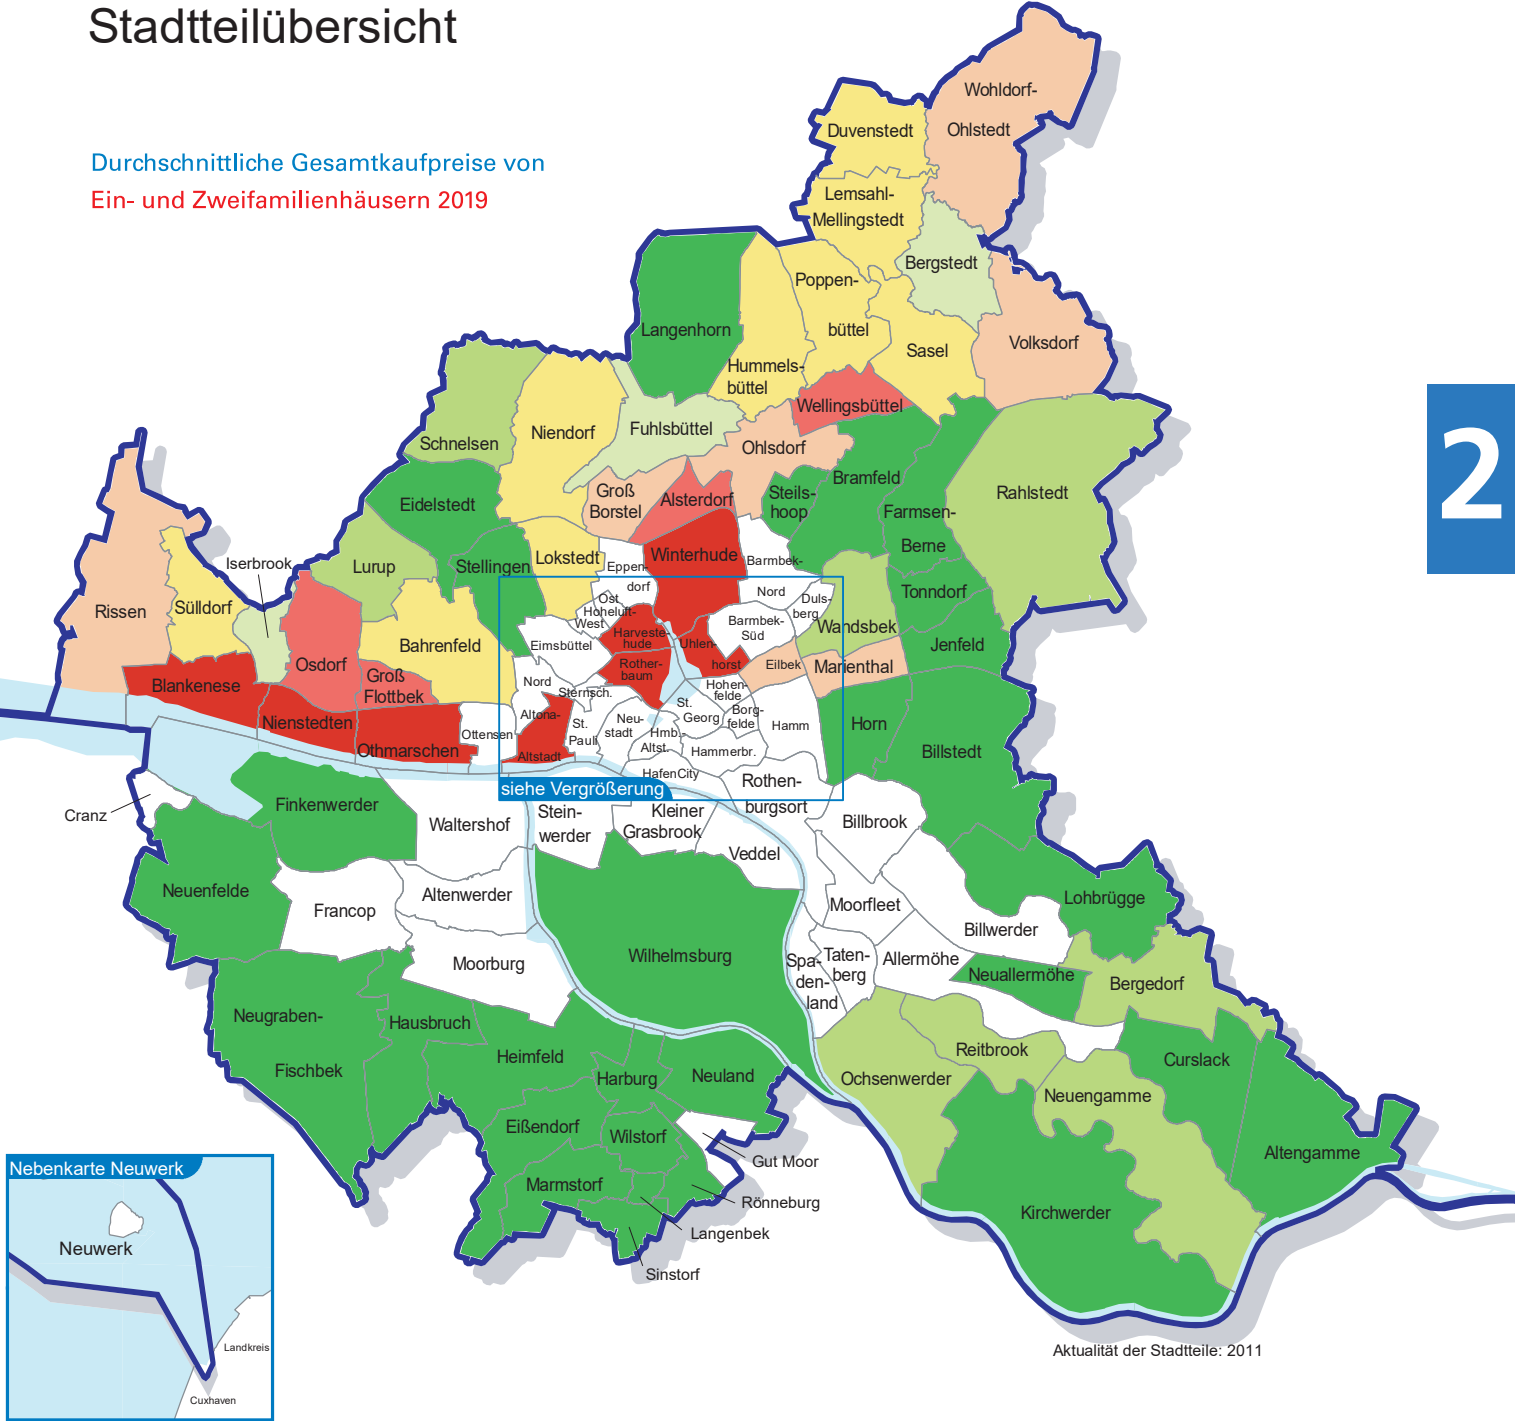 Stadtteilübersicht
Durchschnittliche Gesamtkaufpreise von
Ein- und Zweifamilienhäusern 2019
2
Wohldorf-
Ohlstedt
Duvenstedt
Lemsahl-
Mellingstedt
Bergstedt
Poppen-
büttel
Langenhorn
Sasel
Volksdorf
Hummels-
büttel
Wellingsbüttel
Schnelsen
Niendorf
Fuhlsbüttel
Ohlsdorf
Bramfeld
Rahlstedt
Eidelstedt
Groß
Borstel
Alsterdorf
Steils-
hoop
Farmsen-
Berne
Iserbrook
Lurup
Stellingen
Lokstedt
Eppen-
dorf
Winterhude
Barmbek-
Nord
Duls-
berg
Tonndorf
Rissen
Sülldorf
Ost
Hoheluft-
West
Harveste-
hude
Uhlen-
horst
Barmbek-
Süd
Wandsbek
Jenfeld
Bahrenfeld
Eimsbüttel
Osdorf
Groß
Flottbek
Rother-
baum
Eilbek
Marienthal
Blankenese
Nord
Sternsch.
Hohen-
felde
Nienstedten
Othmarschen
Ottensen
Altona-
Altstadt
St.
Pauli
Neu-
stadt
St.
Georg
Borg-
felde
Hamm
Horn
Billstedt
Hmb.-
Altst.
Hammerbr.
HafenCity
Rothen-
burgsort
siehe Vergrößerung
Cranz
Finkenwerder
Waltershof
Stein-
werder
Kleiner
Grasbrook
Veddel
Billbrook
Neuenfelde
Francop
Altenwerder
Moorfleet
Lohbrügge
Billwerder
Moorburg
Wilhelmsburg
Spa-
den-
land
Taten-
berg
Allermöhe
Neuallermöhe
Bergedorf
Neugraben-
Fischbek
Hausbruch
Heimfeld
Harburg
Neuland
Ochsenwerder
Reitbrook
Curslack
Neuengamme
Eißendorf
Wilstorf
Gut Moor
Altengamme
Marmstorf
Rönneburg
Langenbek
Sinstorf
Kirchwerder
Nebenkarte Neuwerk
Neuwerk
Landkreis
Cuxhaven
Aktualität der Stadtteile: 2011